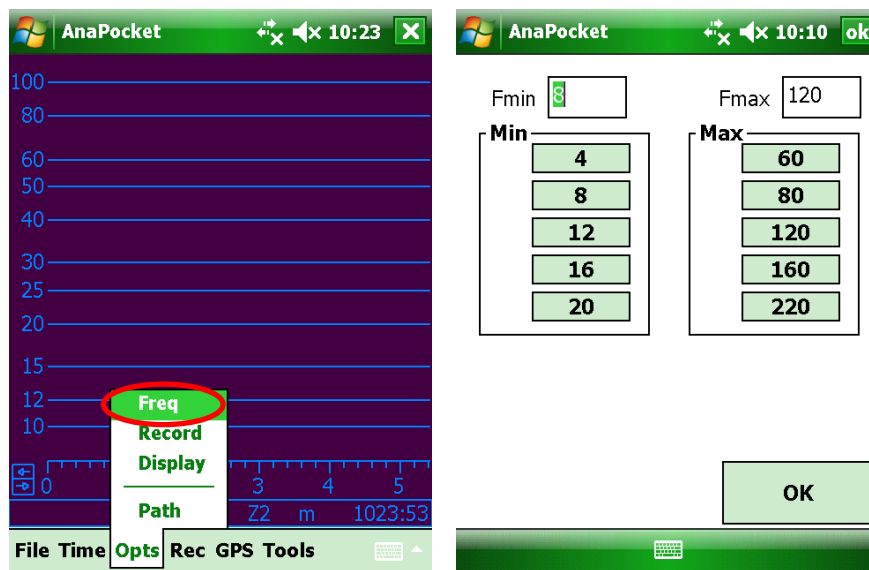 AnaPocket 10:23
100
80
60
50
40
30
25
20
15
12
10
Freq
Record
Display
Path
0 3 4 5
Z2 m 1023:53
File Time Opts Rec GPS Tools
AnaPocket 10:10 ok
Fmin 8 Fmax 120
Min Max
4 60
8 80
12 120
16 160
20 220
OK